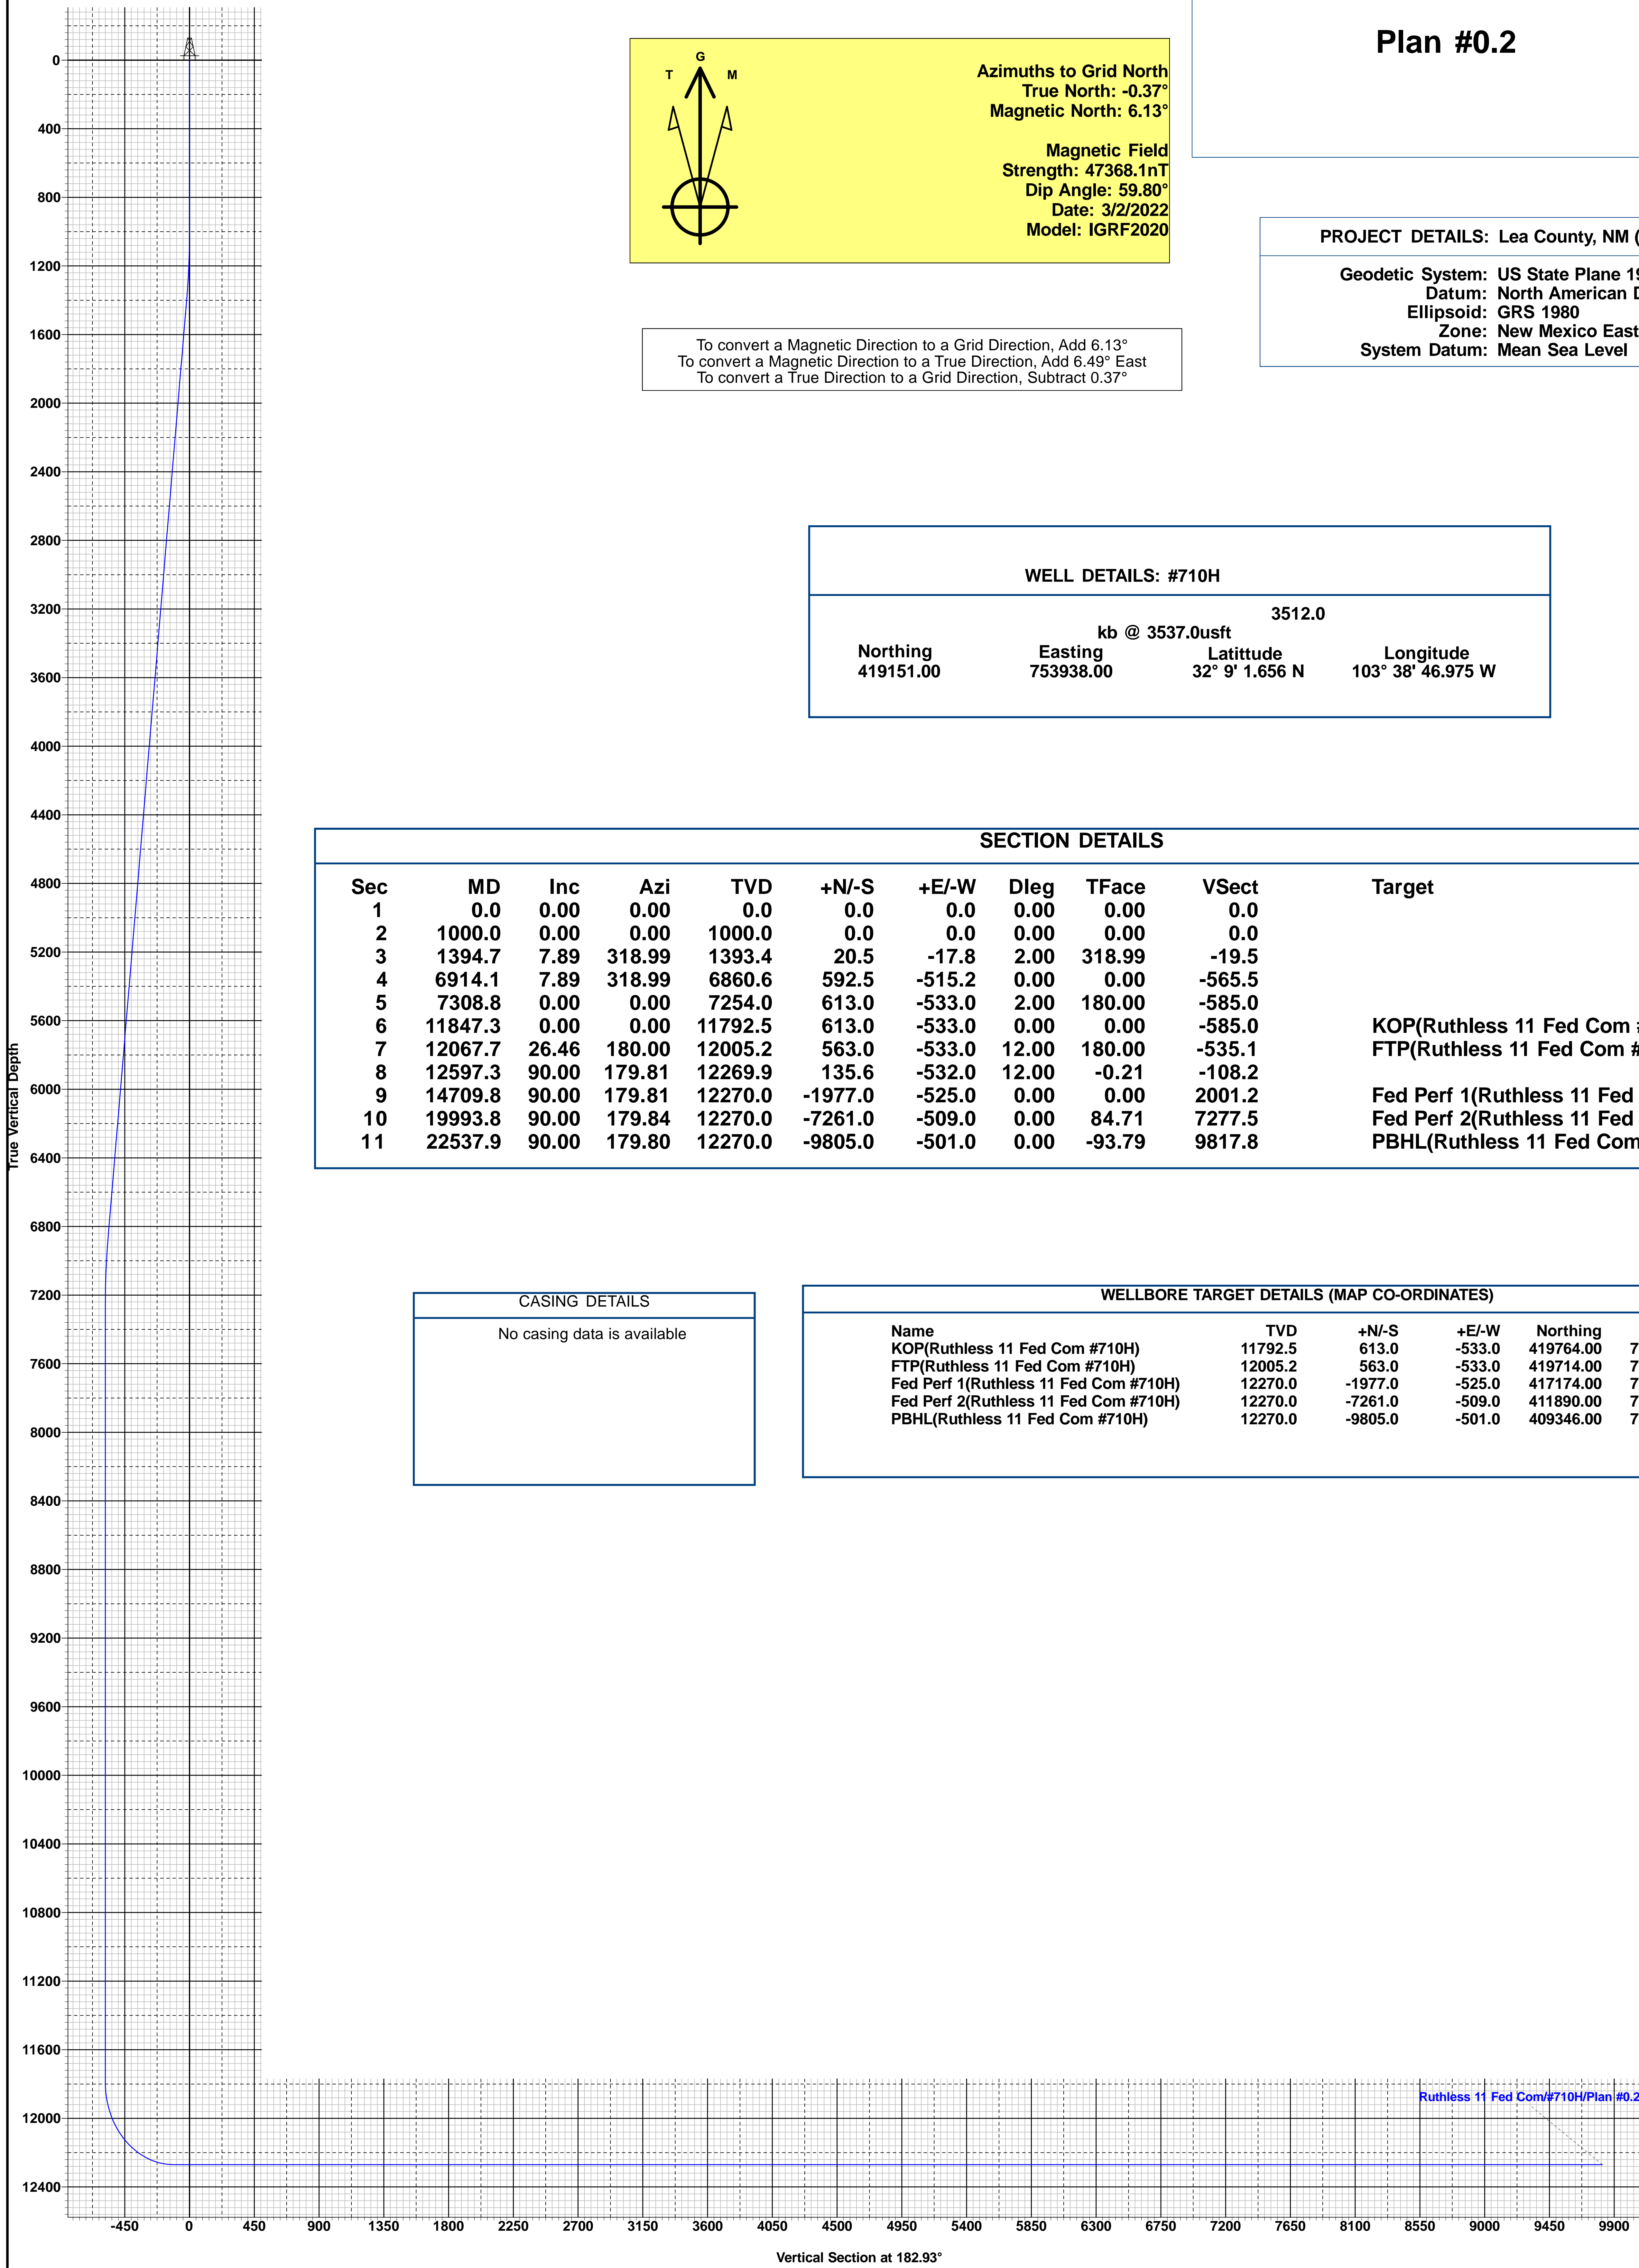 Plan #0.2
G
T M
Azimuths to Grid North
True North: -0.37°
Magnetic North: 6.13°
Magnetic Field
Strength: 47368.1nT
Dip Angle: 59.80°
Date: 3/2/2022
Model: IGRF2020
PROJECT DETAILS: Lea County, NM (
Geodetic System: US State Plane 19
Datum: North American D
Ellipsoid: GRS 1980
Zone: New Mexico East
System Datum: Mean Sea Level
To convert a Magnetic Direction to a Grid Direction, Add 6.13°
To convert a Magnetic Direction to a True Direction, Add 6.49° East
To convert a True Direction to a Grid Direction, Subtract 0.37°
WELL DETAILS: #710H
3512.0
kb @ 3537.0usft
Northing Easting Latittude Longitude
419151.00 753938.00 32° 9' 1.656 N 103° 38' 46.975 W
SECTION DETAILS
Sec MD Inc Azi TVD +N/-S +E/-W Dleg TFace VSect Target
1 0.0 0.00 0.00 0.0 0.0 0.0 0.00 0.00 0.0
2 1000.0 0.00 0.00 1000.0 0.0 0.0 0.00 0.00 0.0
3 1394.7 7.89 318.99 1393.4 20.5 -17.8 2.00 318.99 -19.5
4 6914.1 7.89 318.99 6860.6 592.5 -515.2 0.00 0.00 -565.5
5 7308.8 0.00 0.00 7254.0 613.0 -533.0 2.00 180.00 -585.0
6 11847.3 0.00 0.00 11792.5 613.0 -533.0 0.00 0.00 -585.0 KOP(Ruthless 11 Fed Com #
7 12067.7 26.46 180.00 12005.2 563.0 -533.0 12.00 180.00 -535.1 FTP(Ruthless 11 Fed Com #
8 12597.3 90.00 179.81 12269.9 135.6 -532.0 12.00 -0.21 -108.2
9 14709.8 90.00 179.81 12270.0 -1977.0 -525.0 0.00 0.00 2001.2 Fed Perf 1(Ruthless 11 Fed
10 19993.8 90.00 179.84 12270.0 -7261.0 -509.0 0.00 84.71 7277.5 Fed Perf 2(Ruthless 11 Fed
11 22537.9 90.00 179.80 12270.0 -9805.0 -501.0 0.00 -93.79 9817.8 PBHL(Ruthless 11 Fed Com
CASING DETAILS
No casing data is available
WELLBORE TARGET DETAILS (MAP CO-ORDINATES)
Name TVD +N/-S +E/-W Northing
KOP(Ruthless 11 Fed Com #710H) 11792.5 613.0 -533.0 419764.00 7
FTP(Ruthless 11 Fed Com #710H) 12005.2 563.0 -533.0 419714.00 7
Fed Perf 1(Ruthless 11 Fed Com #710H) 12270.0 -1977.0 -525.0 417174.00 7
Fed Perf 2(Ruthless 11 Fed Com #710H) 12270.0 -7261.0 -509.0 411890.00 7
PBHL(Ruthless 11 Fed Com #710H) 12270.0 -9805.0 -501.0 409346.00 7
True Vertical Depth
0
400
800
1200
1600
2000
2400
2800
3200
3600
4000
4400
4800
5200
5600
6000
6400
6800
7200
7600
8000
8400
8800
9200
9600
10000
10400
10800
11200
11600
12000
12400
Ruthless 11 Fed Com/#710H/Plan #0.2
-450 0 450 900 1350 1800 2250 2700 3150 3600 4050 4500 4950 5400 5850 6300 6750 7200 7650 8100 8550 9000 9450 9900
Vertical Section at 182.93°